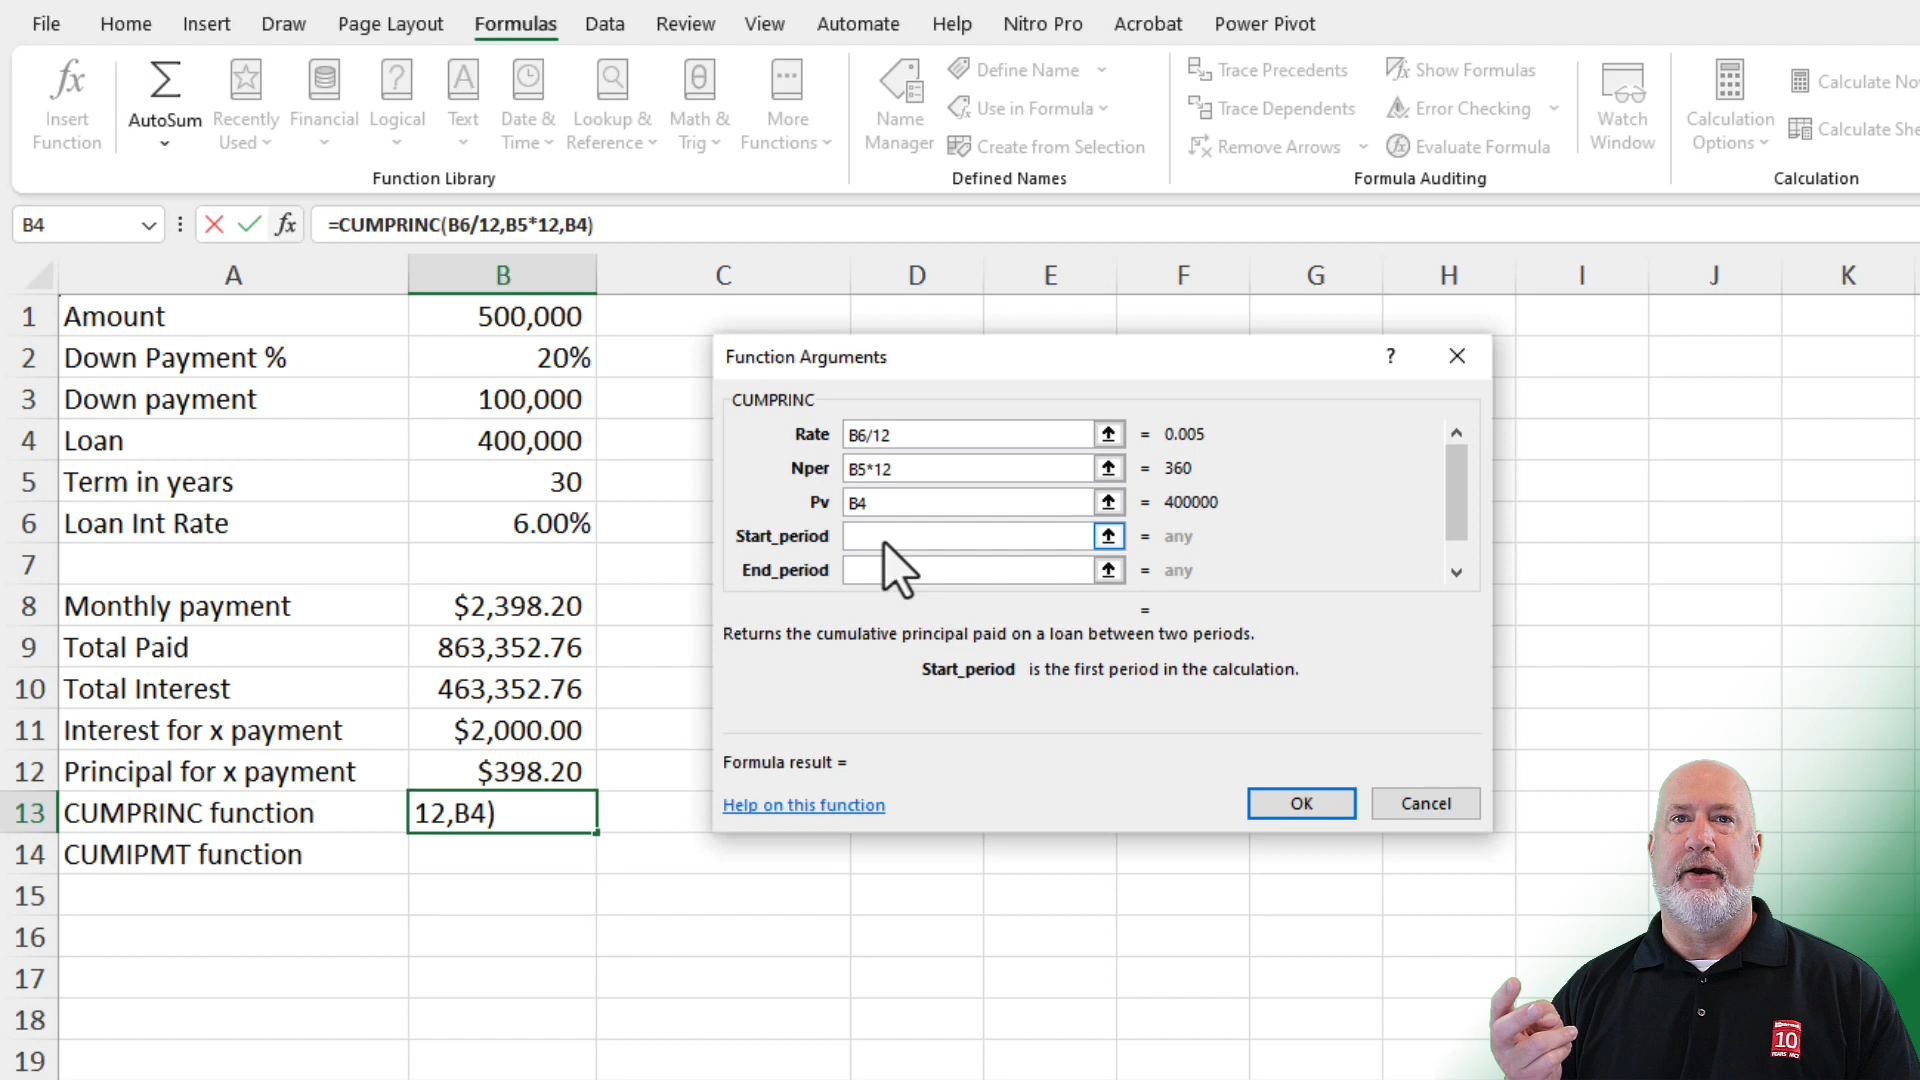 File Home Insert Draw Page Layout Formulas Data Review View Automate Help Nitro Pro Acrobat Power Pivot
Insert Function
AutoSum
Recently Used
Financial
Logical
Text
Date & Time
Lookup & Reference
Math & Trig
More Functions
Function Library
Name Manager
Define Name
Use in Formula
Create from Selection
Defined Names
Trace Precedents
Trace Dependents
Remove Arrows
Show Formulas
Error Checking
Evaluate Formula
Formula Auditing
Watch Window
Calculation Options
Calculate No
Calculate She
Calculation
B4 fx =CUMPRINC(B6/12,B5*12,B4)
A B C D E F G H I J K
1 Amount 500,000
2 Down Payment % 20%
3 Down payment 100,000
4 Loan 400,000
5 Term in years 30
6 Loan Int Rate 6.00%
7
8 Monthly payment $2,398.20
9 Total Paid 863,352.76
10 Total Interest 463,352.76
11 Interest for x payment $2,000.00
12 Principal for x payment $398.20
13 CUMPRINC function 12,B4)
14 CUMIPMT function
15
16
17
18
19
Function Arguments ?
CUMPRINC
Rate B6/12 = 0.005
Nper B5*12 = 360
Pv B4 = 400000
Start_period = any
End_period = any
=
Returns the cumulative principal paid on a loan between two periods.
Start_period is the first period in the calculation.
Formula result =
Help on this function OK Cancel
10